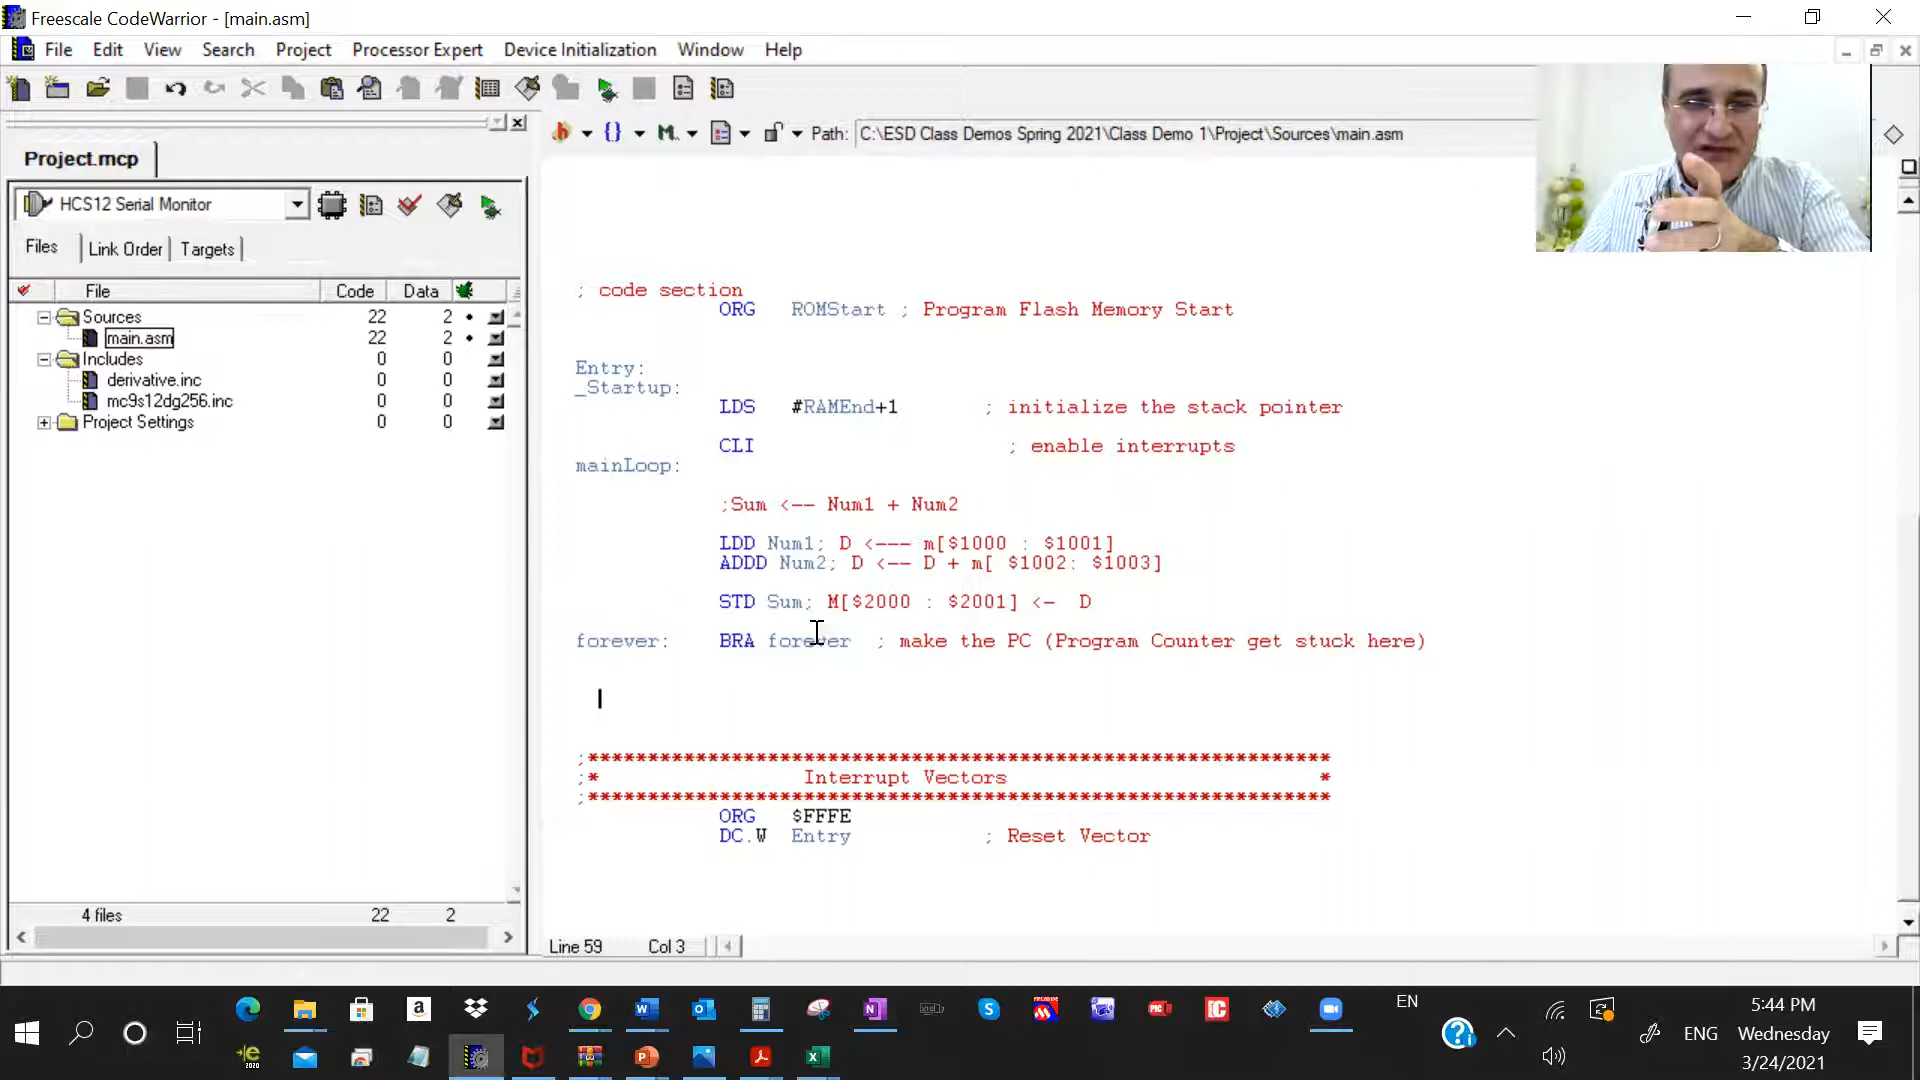 Freescale CodeWarrior - [main.asm]
File Edit View Search Project Processor Expert Device Initialization Window Help
Path: C:\ESD Class Demos Spring 2021\Class Demo 1\Project\Sources\main.asm
Project.mcp
HCS12 Serial Monitor
Files Link Order Targets
File Code Data
Sources 22 2
main.asm 22 2
Includes 0 0
derivative.inc 0 0
mc9s12dg256.inc 0 0
Project Settings 0 0
4 files 22 2
; code section
ORG ROMStart ; Program Flash Memory Start
Entry:
_Startup:
LDS #RAMEnd+1 ; initialize the stack pointer
CLI ; enable interrupts
mainLoop:
;Sum <-- Num1 + Num2
LDD Num1; D <--- m[$1000 : $1001]
ADDD Num2; D <-- D + m[ $1002: $1003]
STD Sum; M[$2000 : $2001] <- D
forever: BRA forever ; make the PC (Program Counter get stuck here)
;**************************************************************
;* Interrupt Vectors *
;**************************************************************
ORG $FFFE
DC.W Entry ; Reset Vector
Line 59 Col 3
EN
5:44 PM
ENG Wednesday
3/24/2021